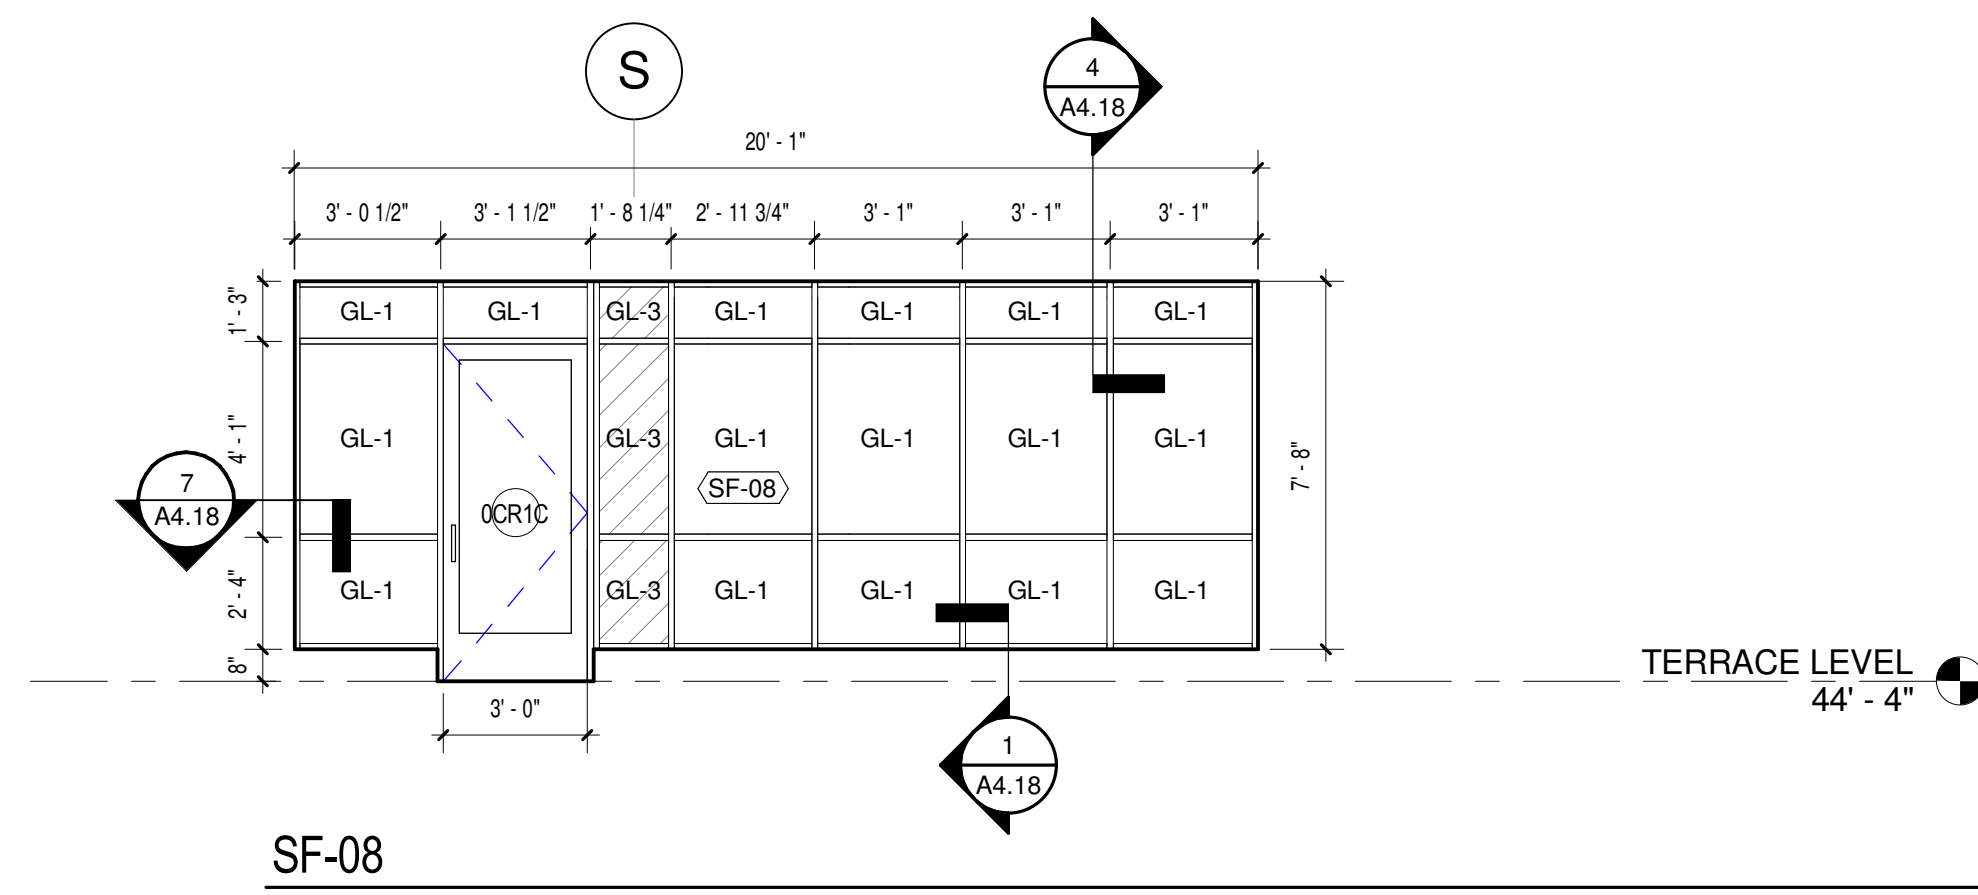 S
4
A4.18
20' - 1"
3' - 0 1/2" 3' - 1 1/2" 1' - 8 1/4" 2' - 11 3/4" 3' - 1" 3' - 1" 3' - 1"
1' - 3"
GL-1 GL-1 GL-3 GL-1 GL-1 GL-1 GL-1
4' - 1"
GL-1 GL-3 GL-1 GL-1 GL-1 GL-1
7' - 8"
7
A4.18
SF-08
0CR1C
2' - 4"
GL-1 GL-3 GL-1 GL-1 GL-1 GL-1
8"
TERRACE LEVEL
44' - 4"
3' - 0"
1
A4.18
SF-08